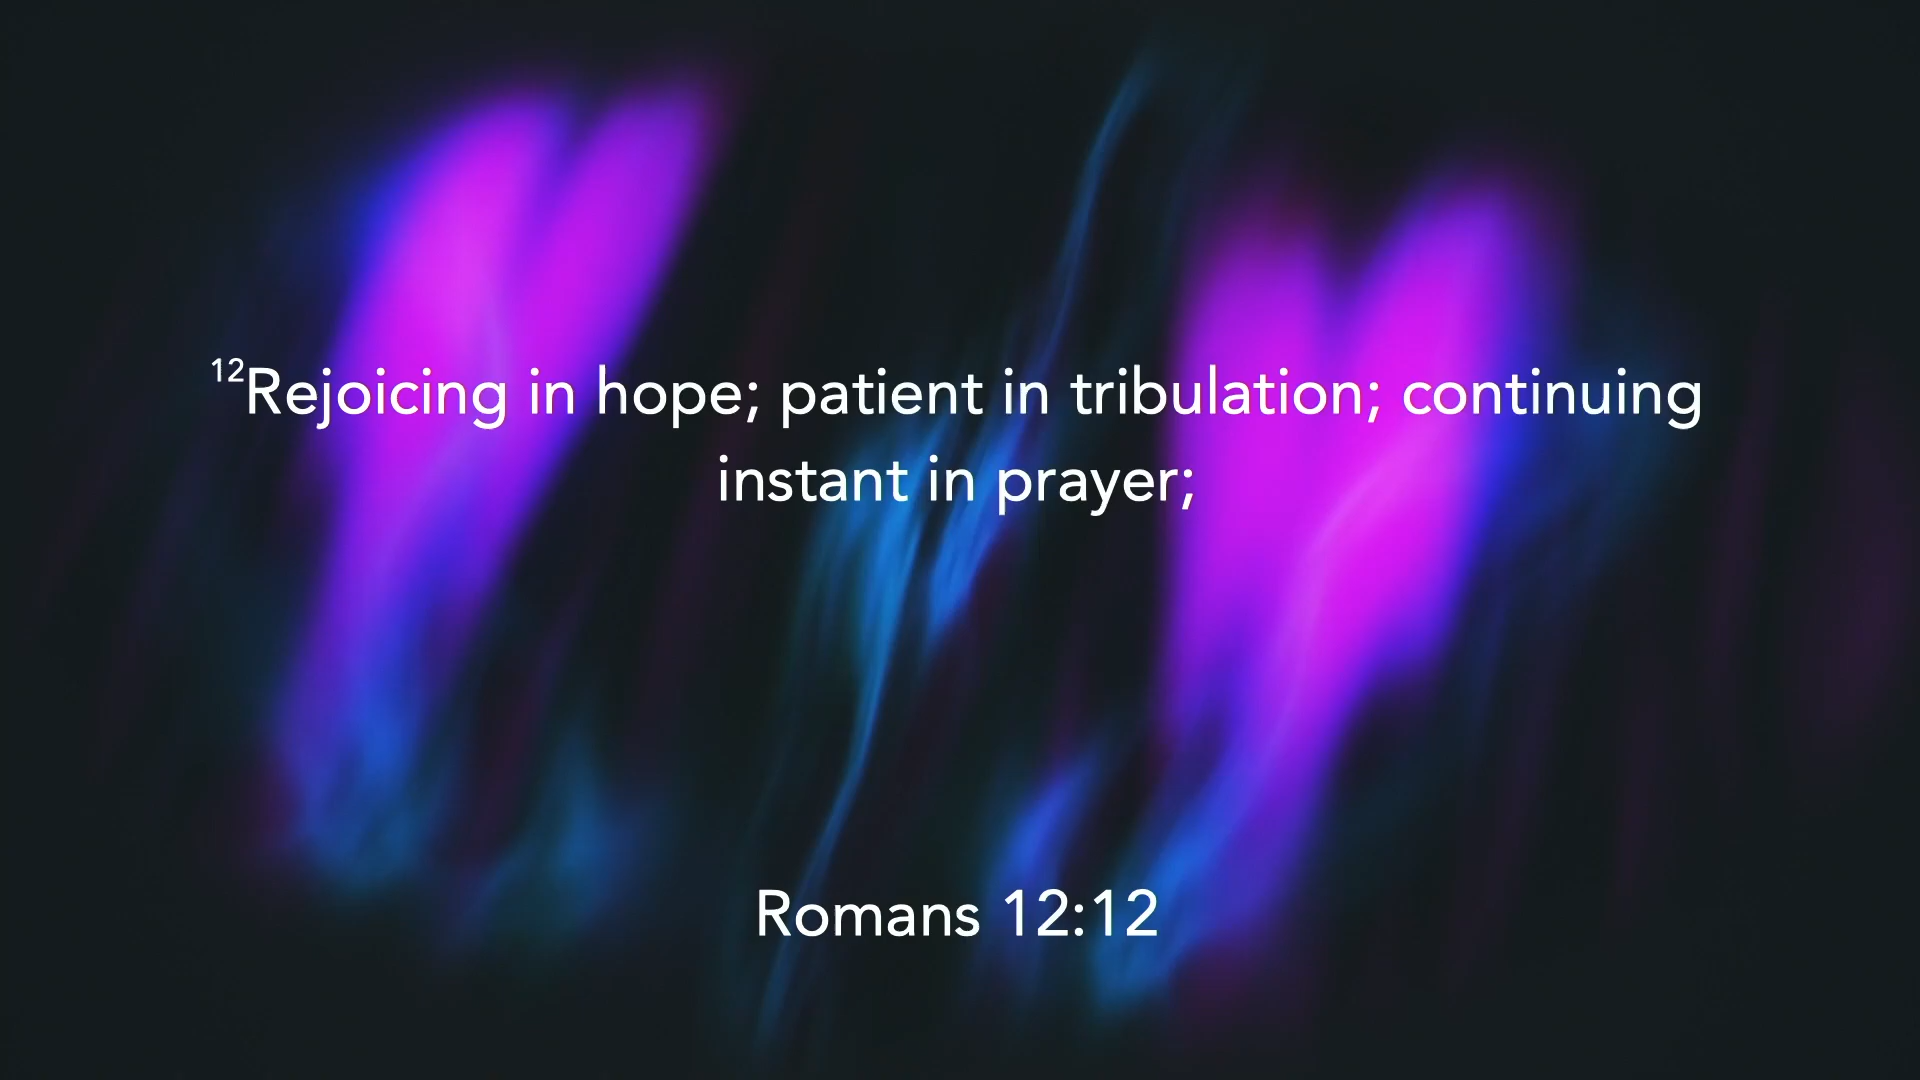 12Rejoicing in hope; patient in tribulation; continuing
instant in prayer;
Romans 12:12